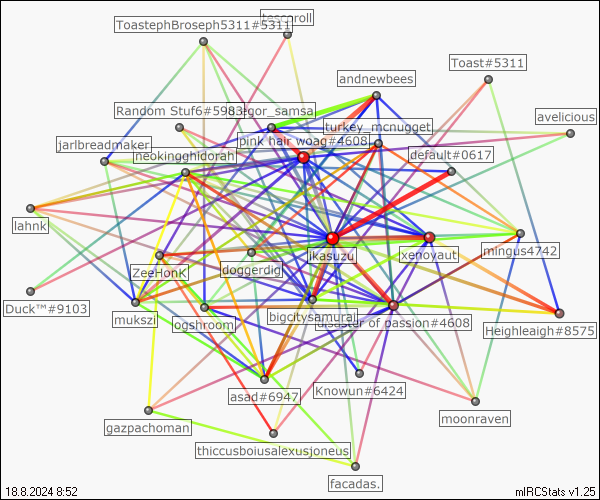 tescoroll
ToastephBroseph5311#5311
Toast#5311
andnewbees
Random Stuf6#5983
gor_samsa
avelicious
turkey_mcnugget
pink hair woag#4608
jarlbreadmaker
neokingghidorah
default#0617
lahnk
jkasuzu
xenoyaut
mingus4742
ZeeHonk
doggerdig
Duck™#9103
mukszi
ogshroom
bigcitysamurai
disaster of passion#4608
Heighleaigh#8575
asad#6947
Knowun#6424
moonraven
gazpachoman
thiccusboiusalexusjoneus
facadas.
18.8.2024 8:52
mIRCStats v1.25